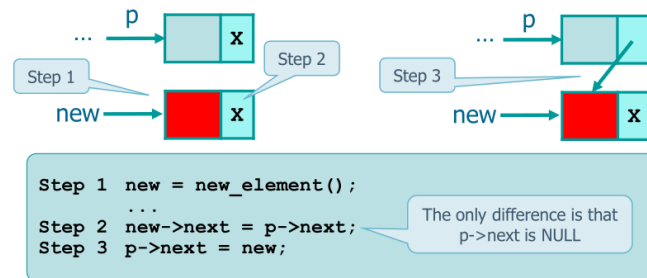 ... p
X
Step 1
Step 2
new
X
... p
Step 3
new
X
Step 1 new = new_element();
...
Step 2 new->next = p->next;
Step 3 p->next = new;
The only difference is that
p->next is NULL